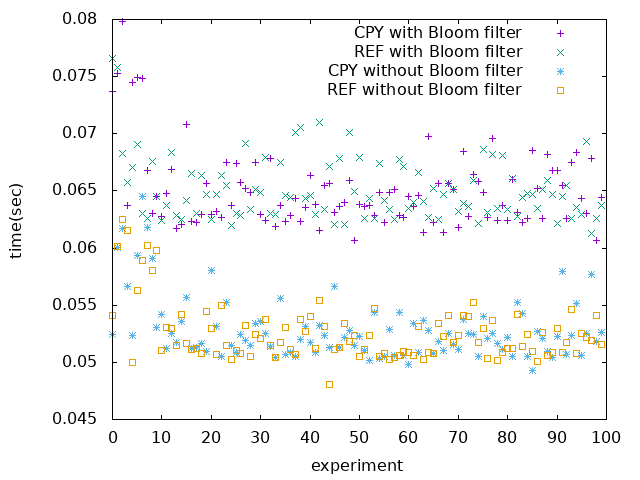 0.08
0.075
0.07
0.065
0.06
0.055
0.05
0.045
time(sec)
CPY with Bloom filter
REF with Bloom filter
CPY without Bloom filter
REF without Bloom filter
0 10 20 30 40 50 60 70 80 90 100
experiment